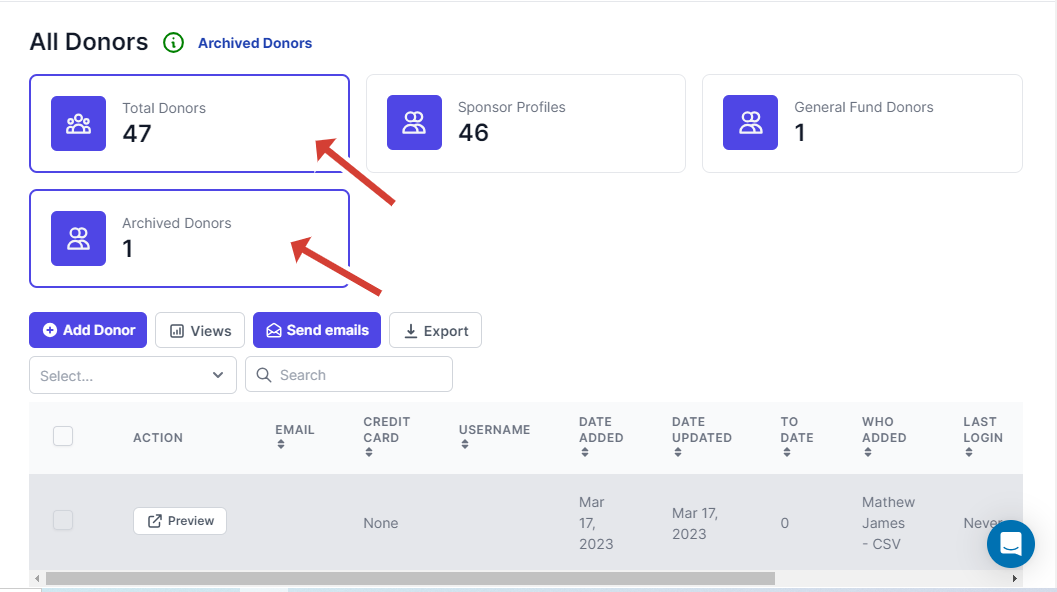 All Donors Archived Donors
Total Donors
47
Sponsor Profiles
46
General Fund Donors
1
Archived Donors
1
Add Donor Views Send emails Export
Select... Search
ACTION EMAIL CREDIT CARD USERNAME DATE ADDED DATE UPDATED TO DATE WHO ADDED LAST LOGIN
Preview None Mar 17, 2023 Mar 17, 2023 0 Mathew James - CSV Never